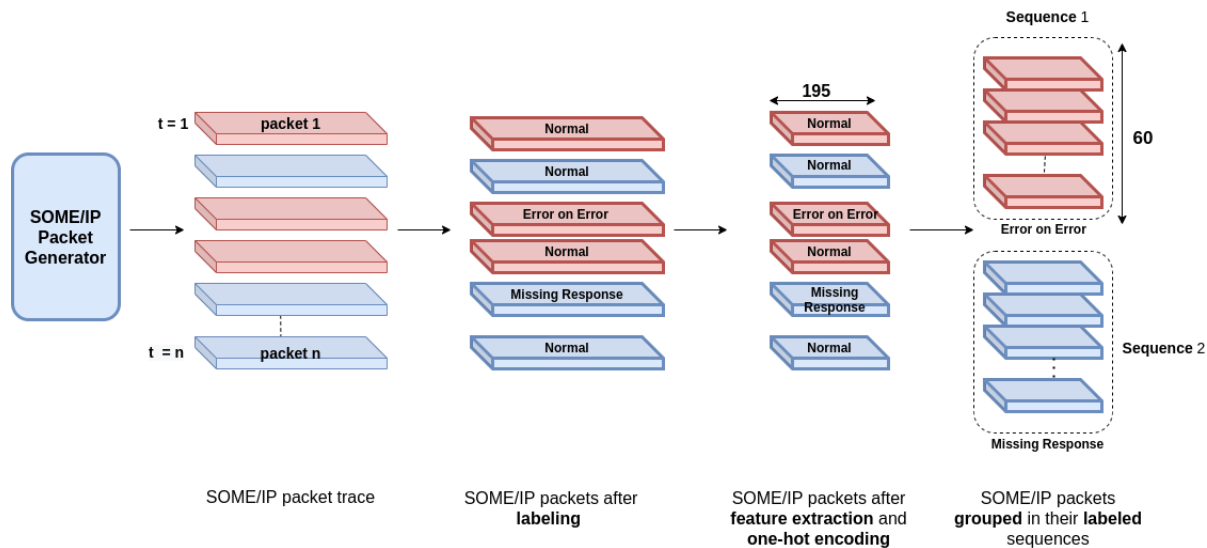 Sequence 1
195
60
t = 1
packet 1
Normal
Normal
Normal
Normal
SOME/IP
Packet
Generator
Error on Error
Error on Error
Error on Error
Normal
Normal
Missing Response
Missing
Response
t = n
packet n
Normal
Normal
Sequence 2
Missing Response
SOME/IP packet trace
SOME/IP packets after
labeling
SOME/IP packets after
feature extraction and
one-hot encoding
SOME/IP packets
grouped in their labeled
sequences